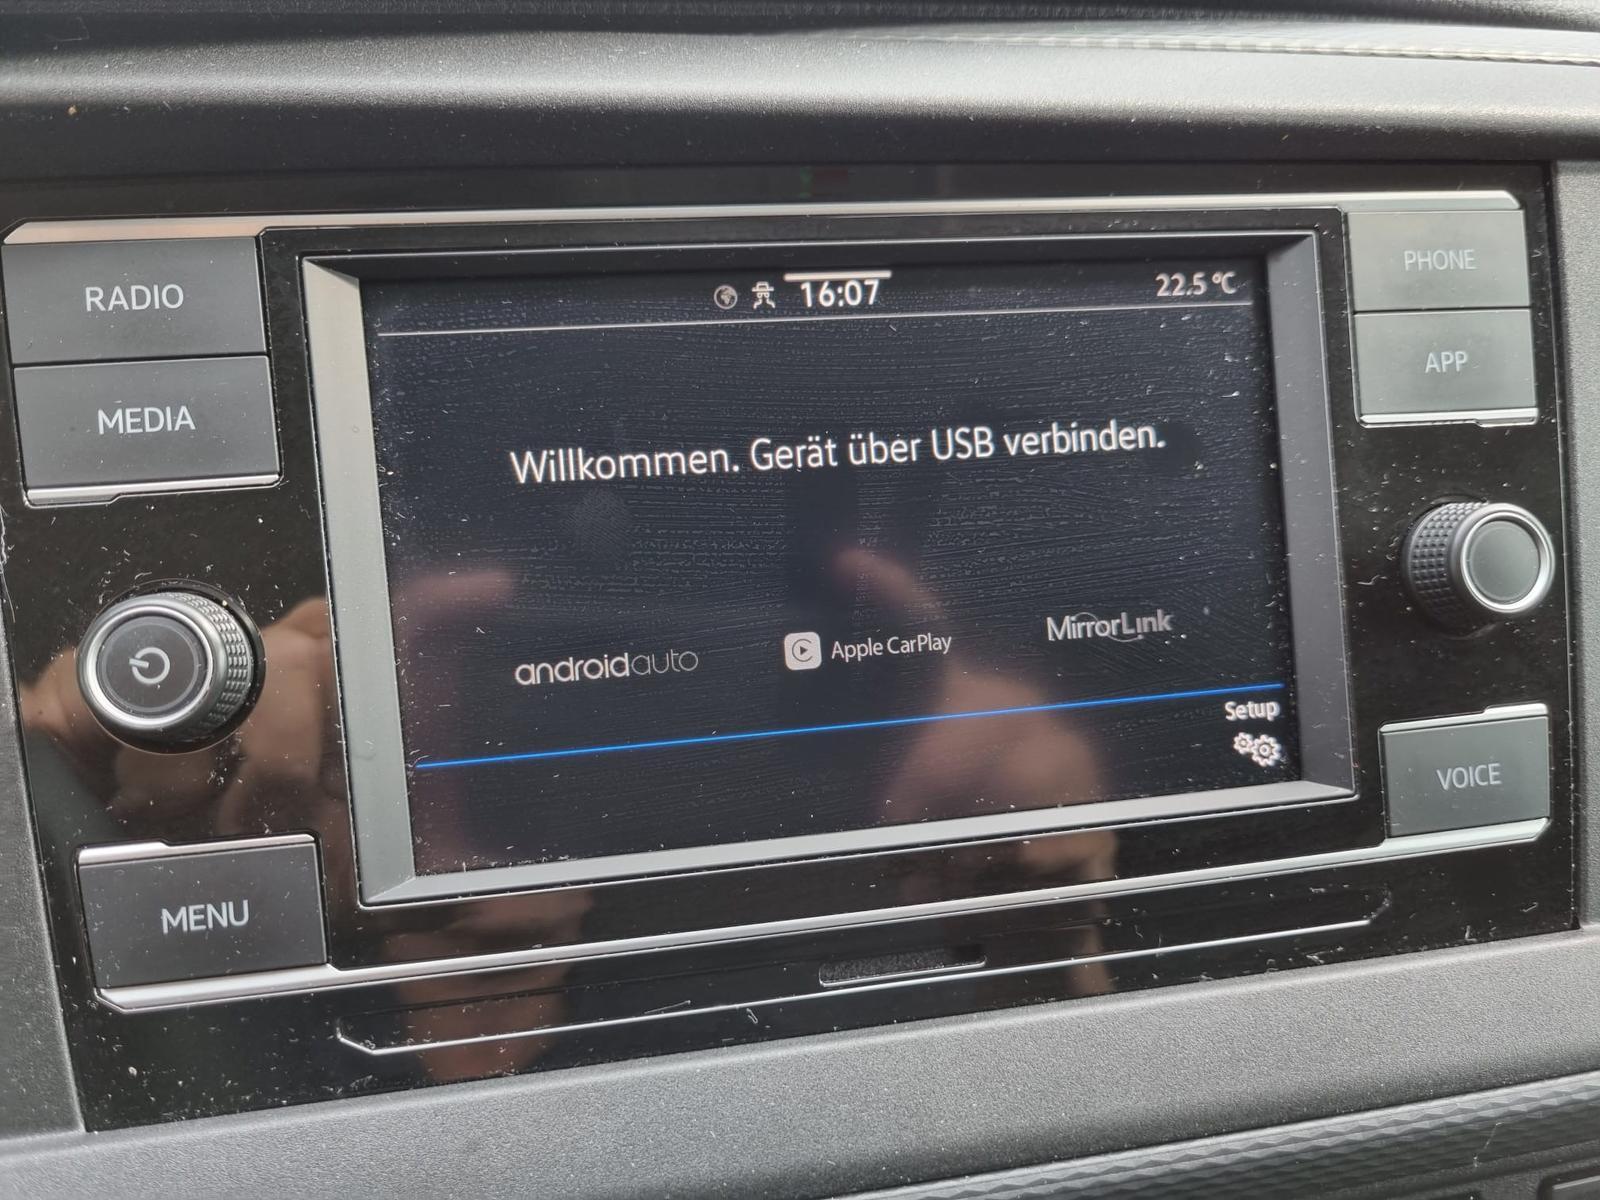 RADIO
MEDIA
MENU
16:07
22.5 °C
Willkommen. Gerät über USB verbinden.
androidauto
Apple CarPlay
MirrorLink
Setup
PHONE
APP
VOICE